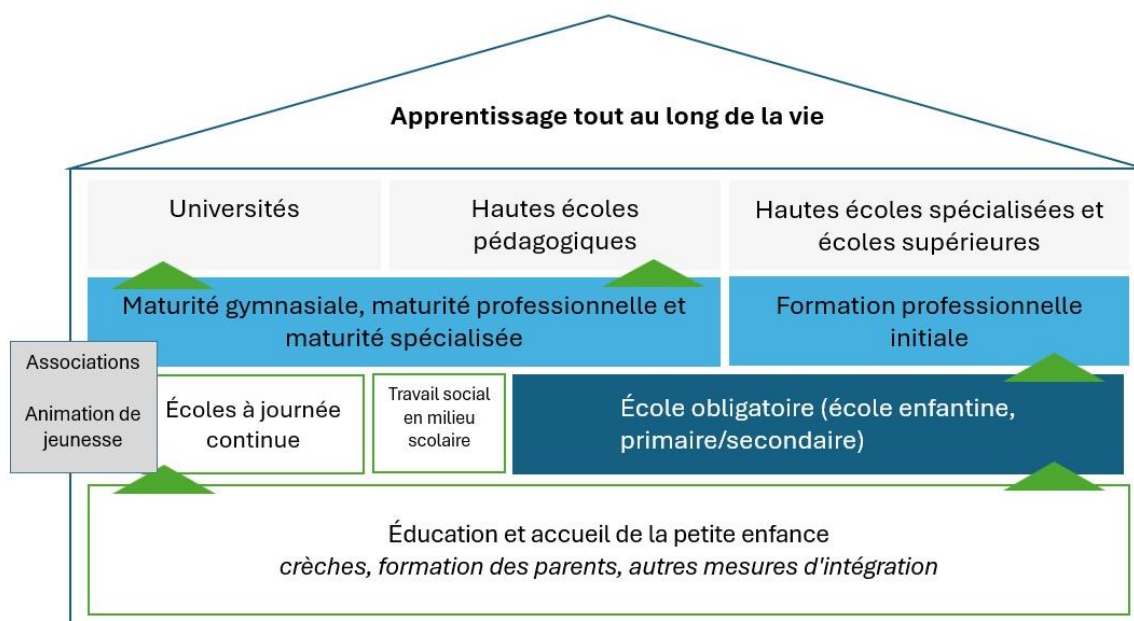 Apprentissage tout au long de la vie
Universités
Hautes écoles
pédagogiques
Hautes écoles spécialisées et
écoles supérieures
Maturité gymnasiale, maturité professionnelle et
maturité spécialisée
Formation professionnelle
initiale
Associations
Animation de
jeunesse
Écoles à journée
continue
Travail social
en milieu
scolaire
École obligatoire (école enfantine,
primaire/secondaire)
Éducation et accueil de la petite enfance
crèches, formation des parents, autres mesures d'intégration